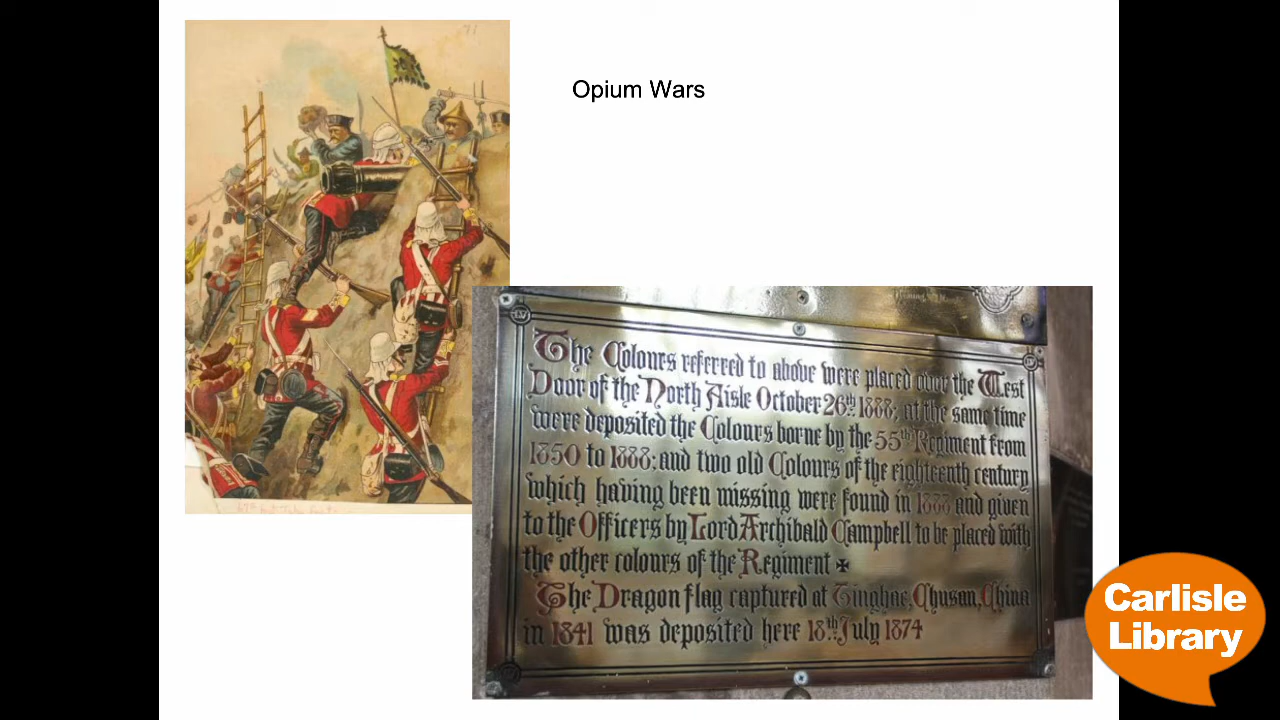 Opium Wars
The Colours referred to above were placed over the West
Door of the North Aisle October 26th 1888; at the same time
were deposited the Colours borne by the 55th Regiment from
1850 to 1888; and two old Colours of the eighteenth century
which having been missing were found in 1888 and given
to the Officers by Lord Archibald Campbell to be placed with
the other colours of the Regiment ✠
The Dragon flag captured at Tinghae, Chusan, China
in 1841 was deposited here 18th July 1874
Carlisle
Library